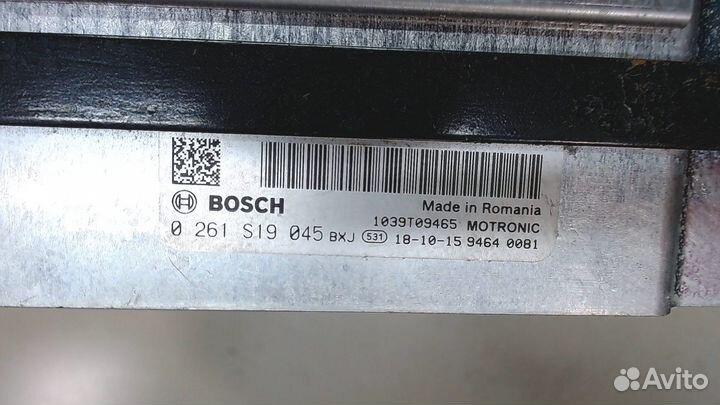 BOSCH
Made in Romania
1039T09465 MOTRONIC
0 261 S19 045 BXJ 531 18-10-15 9464 0081
Avito